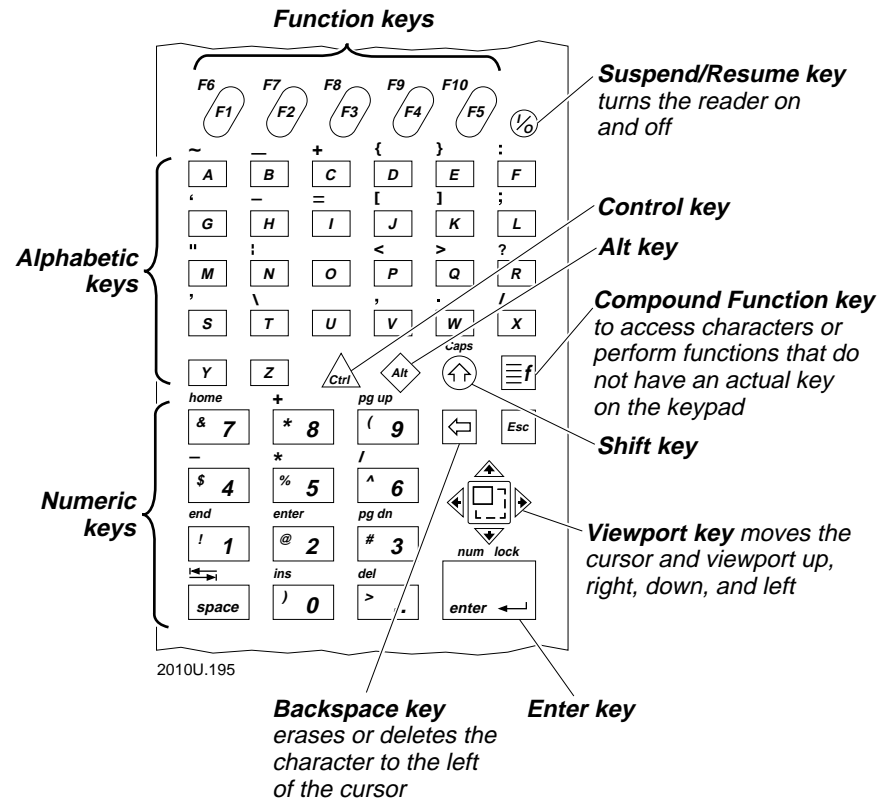 Function keys
F6 F7 F8 F9 F10
F1 F2 F3 F4 F5 I/O
Suspend/Resume key
turns the reader on
and off
~ _ + { } :
A B C D E F
‘ – = [ ] ;
G H I J K L
" ¦ < > ?
M N O P Q R
’ \ , . /
S T U V W X
Caps
Y Z Ctrl Alt f
Alphabetic
keys
Control key
Alt key
Compound Function key
to access characters or
perform functions that do
not have an actual key
on the keypad
Shift key
home + pg up
& 7 * 8 ( 9 Esc
– * /
$ 4 % 5 ^ 6
end enter pg dn
! 1 @ 2 # 3
num lock
ins del
space ) 0 > . enter
Numeric
keys
Viewport key moves the
cursor and viewport up,
right, down, and left
2010U.195
Backspace key
erases or deletes the
character to the left
of the cursor
Enter key